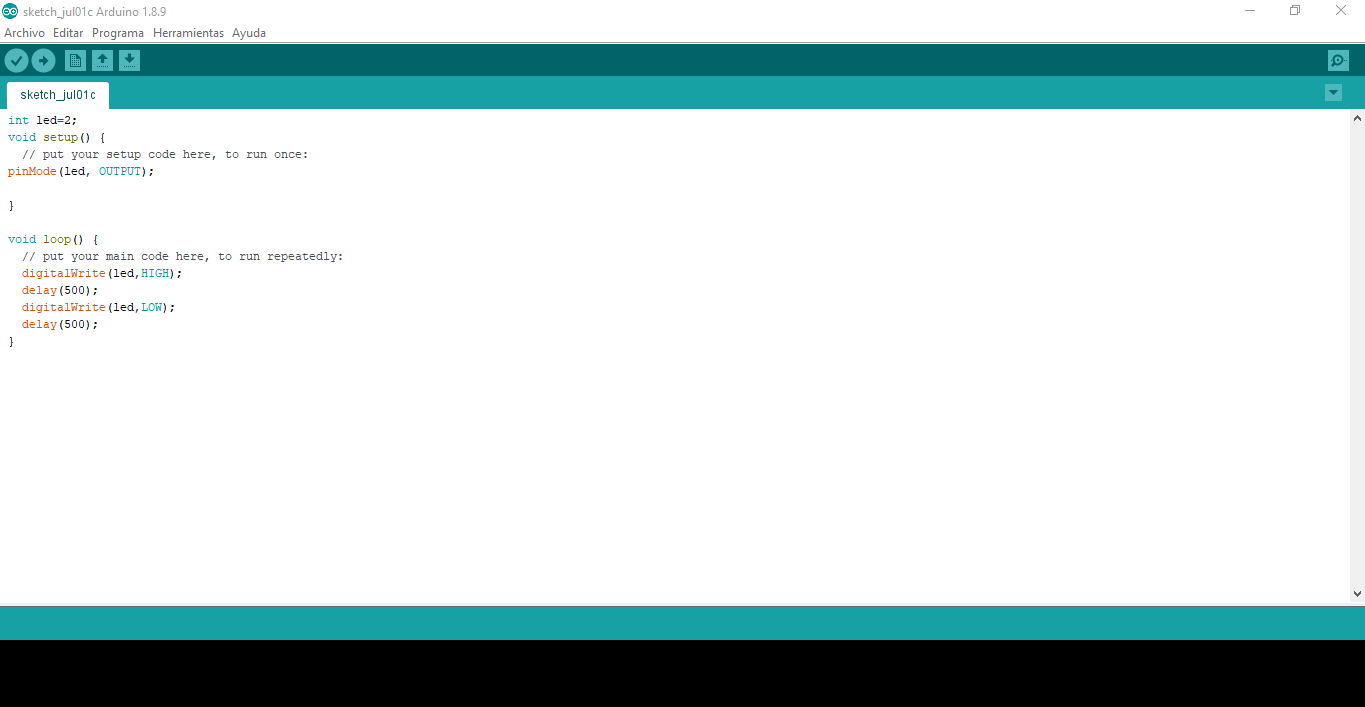 sketch_jul01c Arduino 1.8.9
Archivo Editar Programa Herramientas Ayuda
sketch_jul01c
int led=2;
void setup() {
  // put your setup code here, to run once:
pinMode(led, OUTPUT);
}
void loop() {
  // put your main code here, to run repeatedly:
  digitalWrite(led,HIGH);
  delay(500);
  digitalWrite(led,LOW);
  delay(500);
}